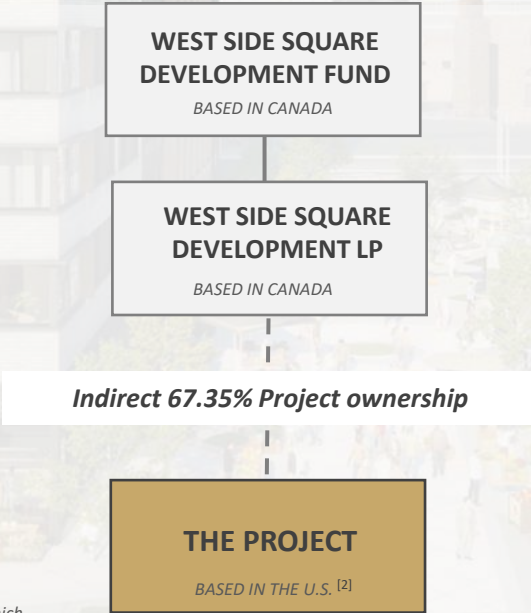 WEST SIDE SQUARE
DEVELOPMENT FUND
BASED IN CANADA
WEST SIDE SQUARE
DEVELOPMENT LP
BASED IN CANADA
Indirect 67.35% Project ownership
THE PROJECT
BASED IN THE U.S. [2]